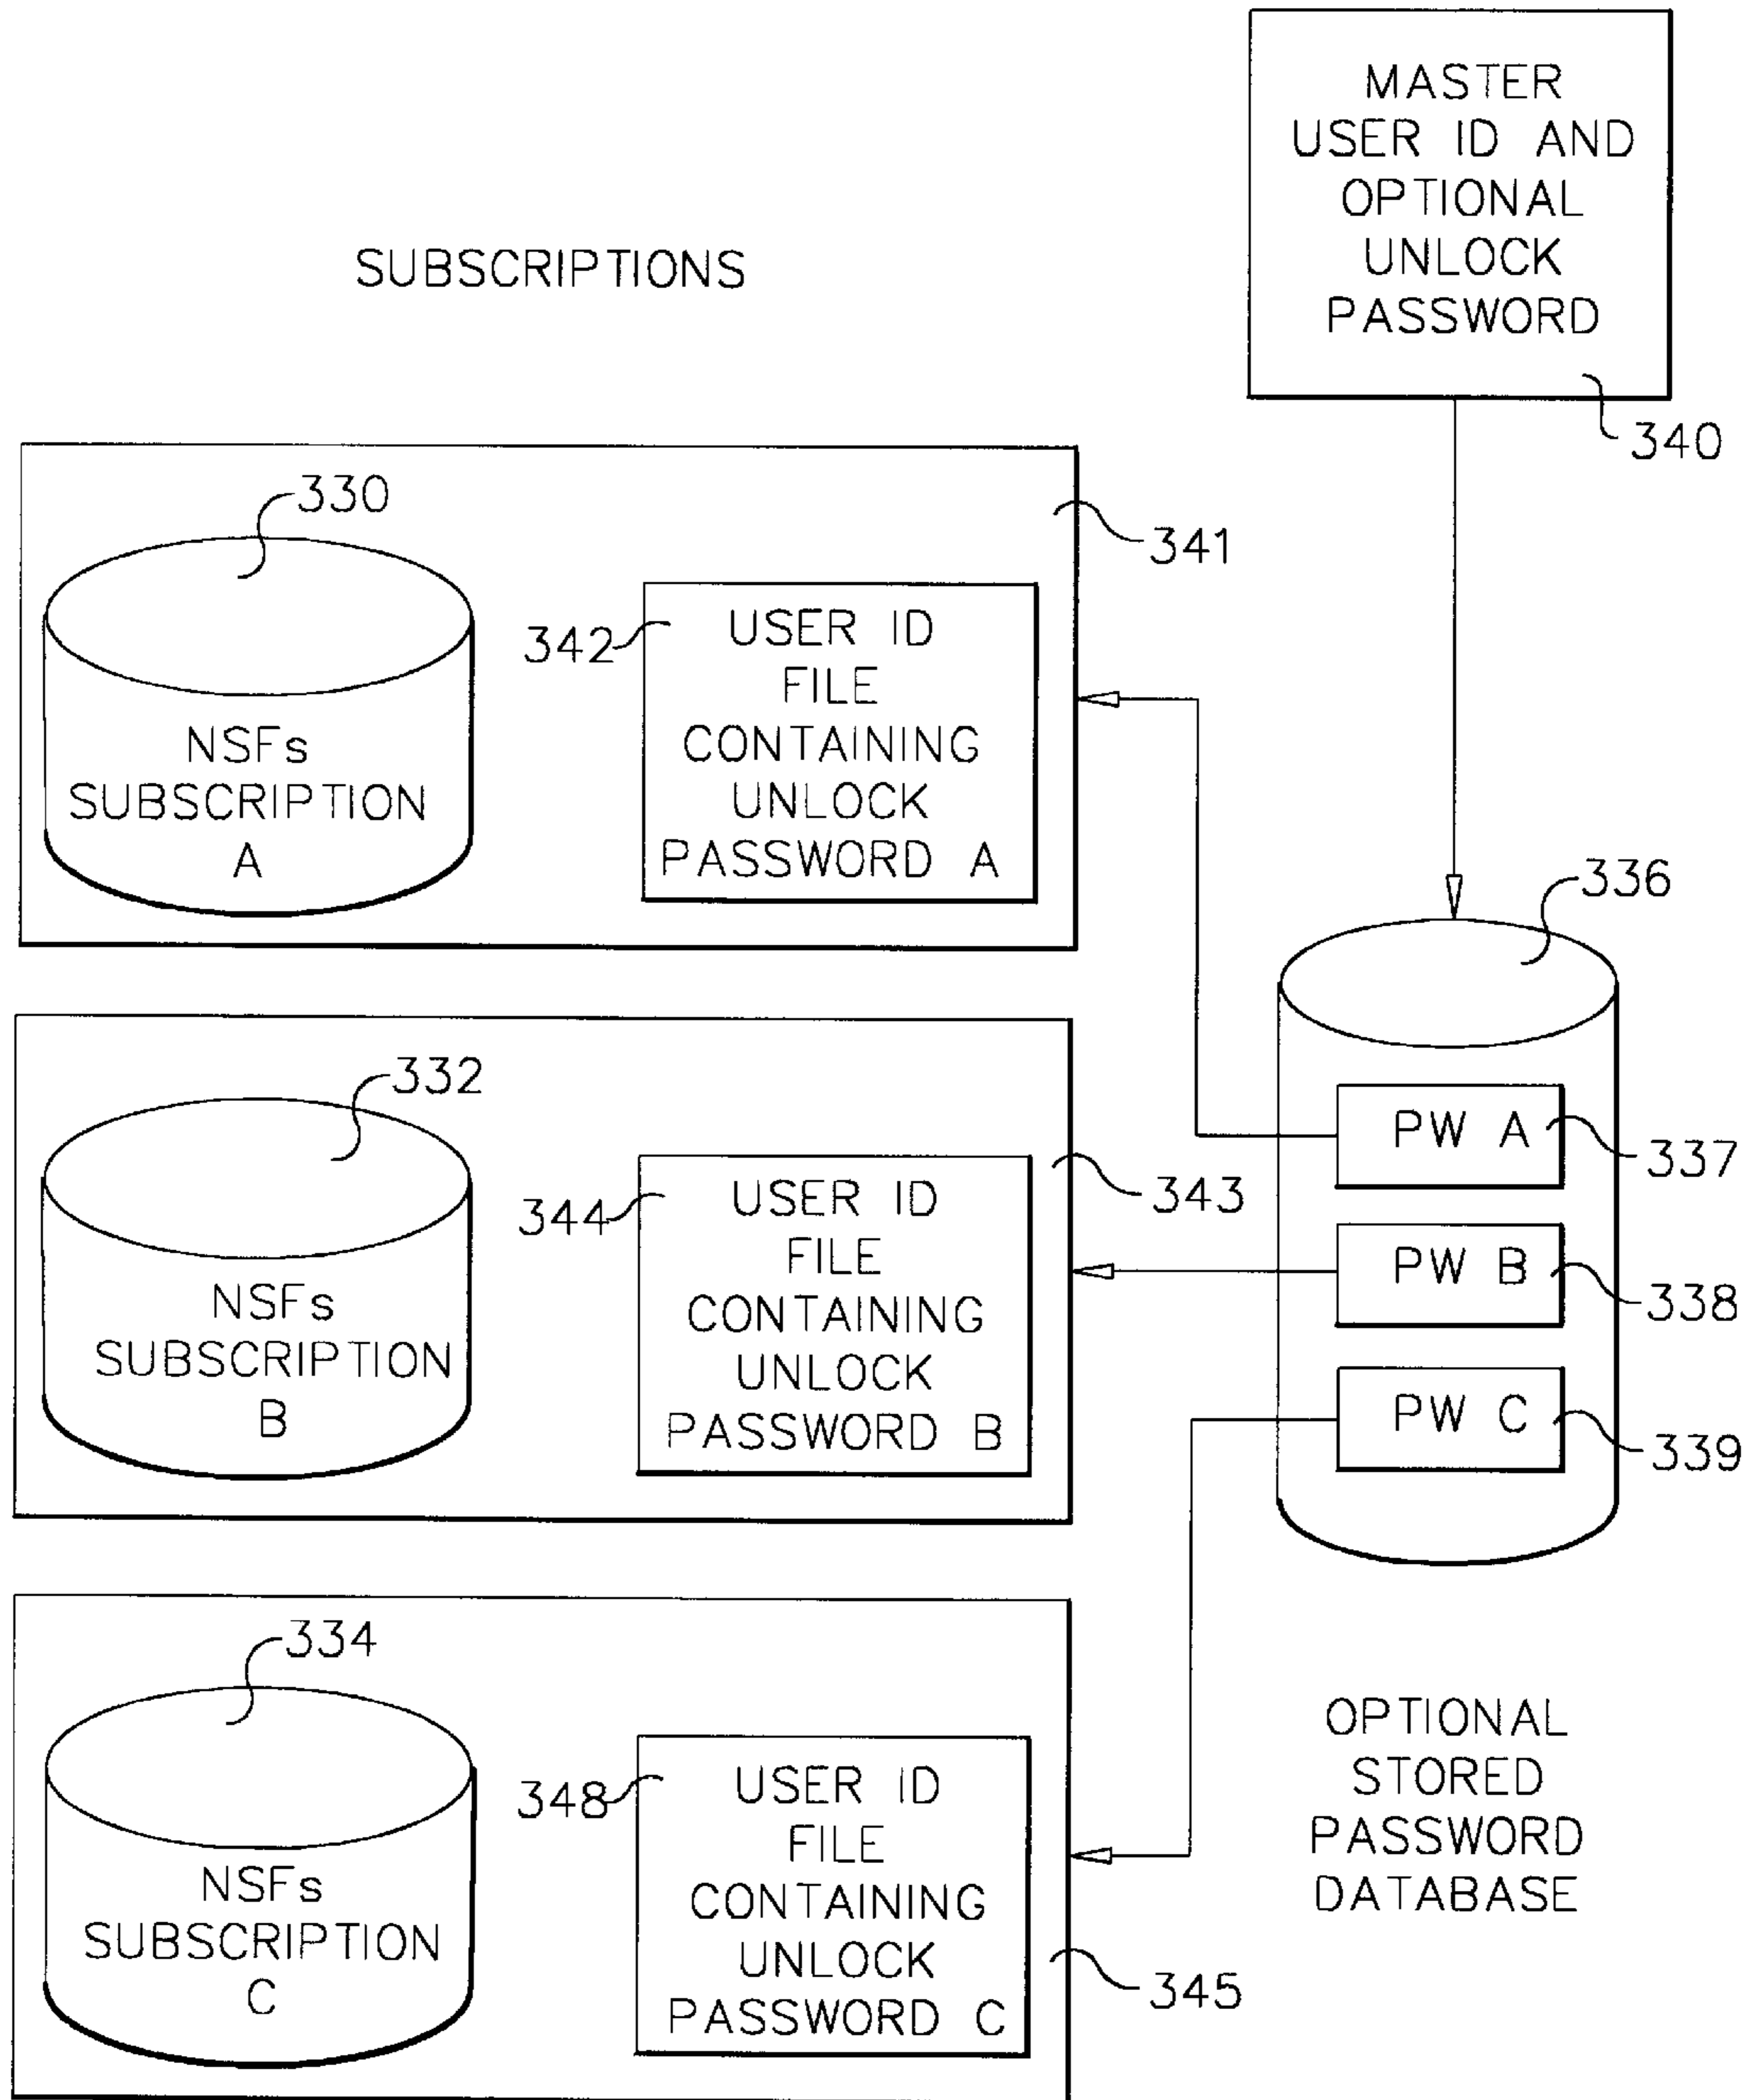 MASTER
USER ID AND
OPTIONAL
UNLOCK
PASSWORD
340
SUBSCRIPTIONS
330
341
342
USER ID
FILE
CONTAINING
UNLOCK
PASSWORD A
NSFs
SUBSCRIPTION
A
336
332
343
344
USER ID
FILE
CONTAINING
UNLOCK
PASSWORD B
NSFs
SUBSCRIPTION
B
PW A
337
PW B
338
PW C
339
334
345
348
USER ID
FILE
CONTAINING
UNLOCK
PASSWORD C
NSFs
SUBSCRIPTION
C
OPTIONAL
STORED
PASSWORD
DATABASE